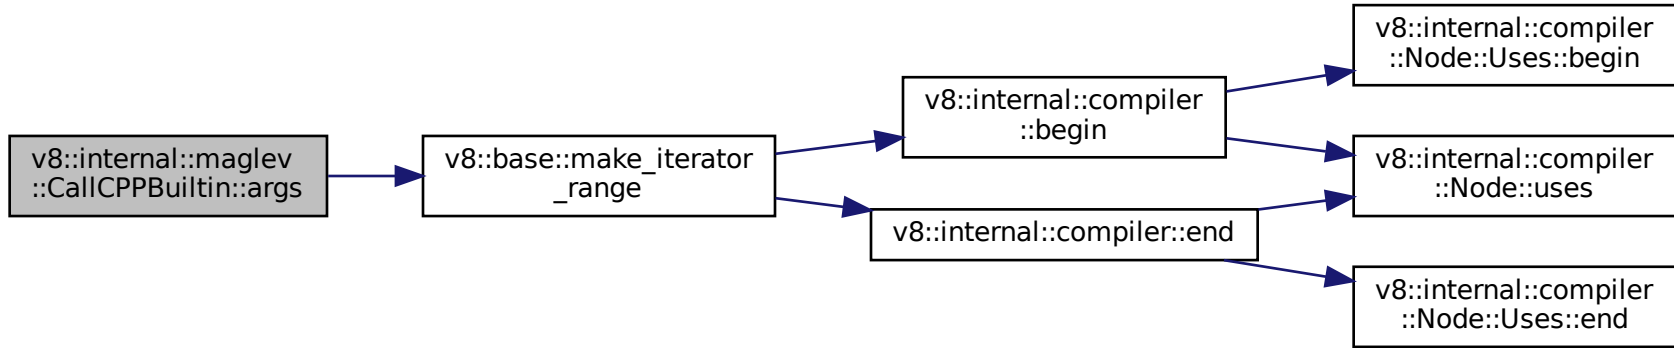 v8::internal::maglev
::CallCPPBuiltin::args
v8::base::make_iterator
_range
v8::internal::compiler
::begin
v8::internal::compiler::end
v8::internal::compiler
::Node::Uses::begin
v8::internal::compiler
::Node::uses
v8::internal::compiler
::Node::Uses::end